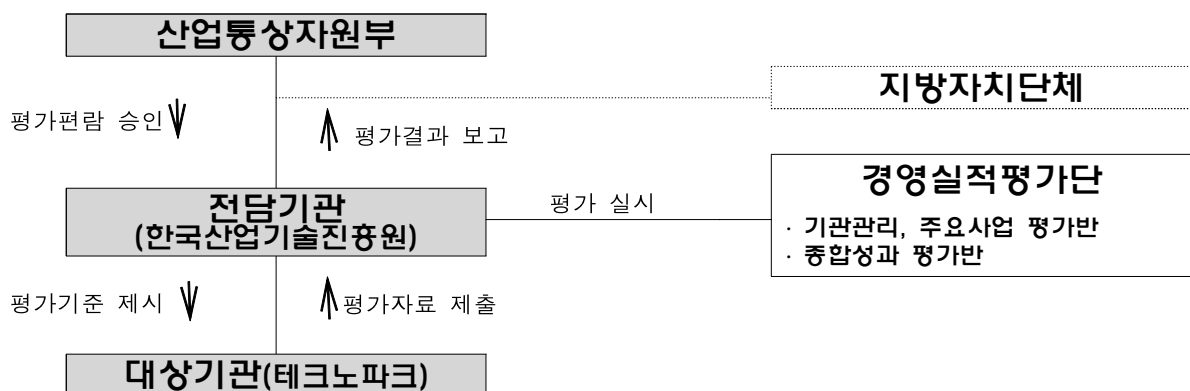 산업통상자원부
지방자치단체
평가편람 승인
평가결과 보고
경영실적평가단
· 기관관리, 주요사업 평가반
· 종합성과 평가반
전담기관
(한국산업기술진흥원)
평가 실시
평가기준 제시
평가자료 제출
대상기관(테크노파크)